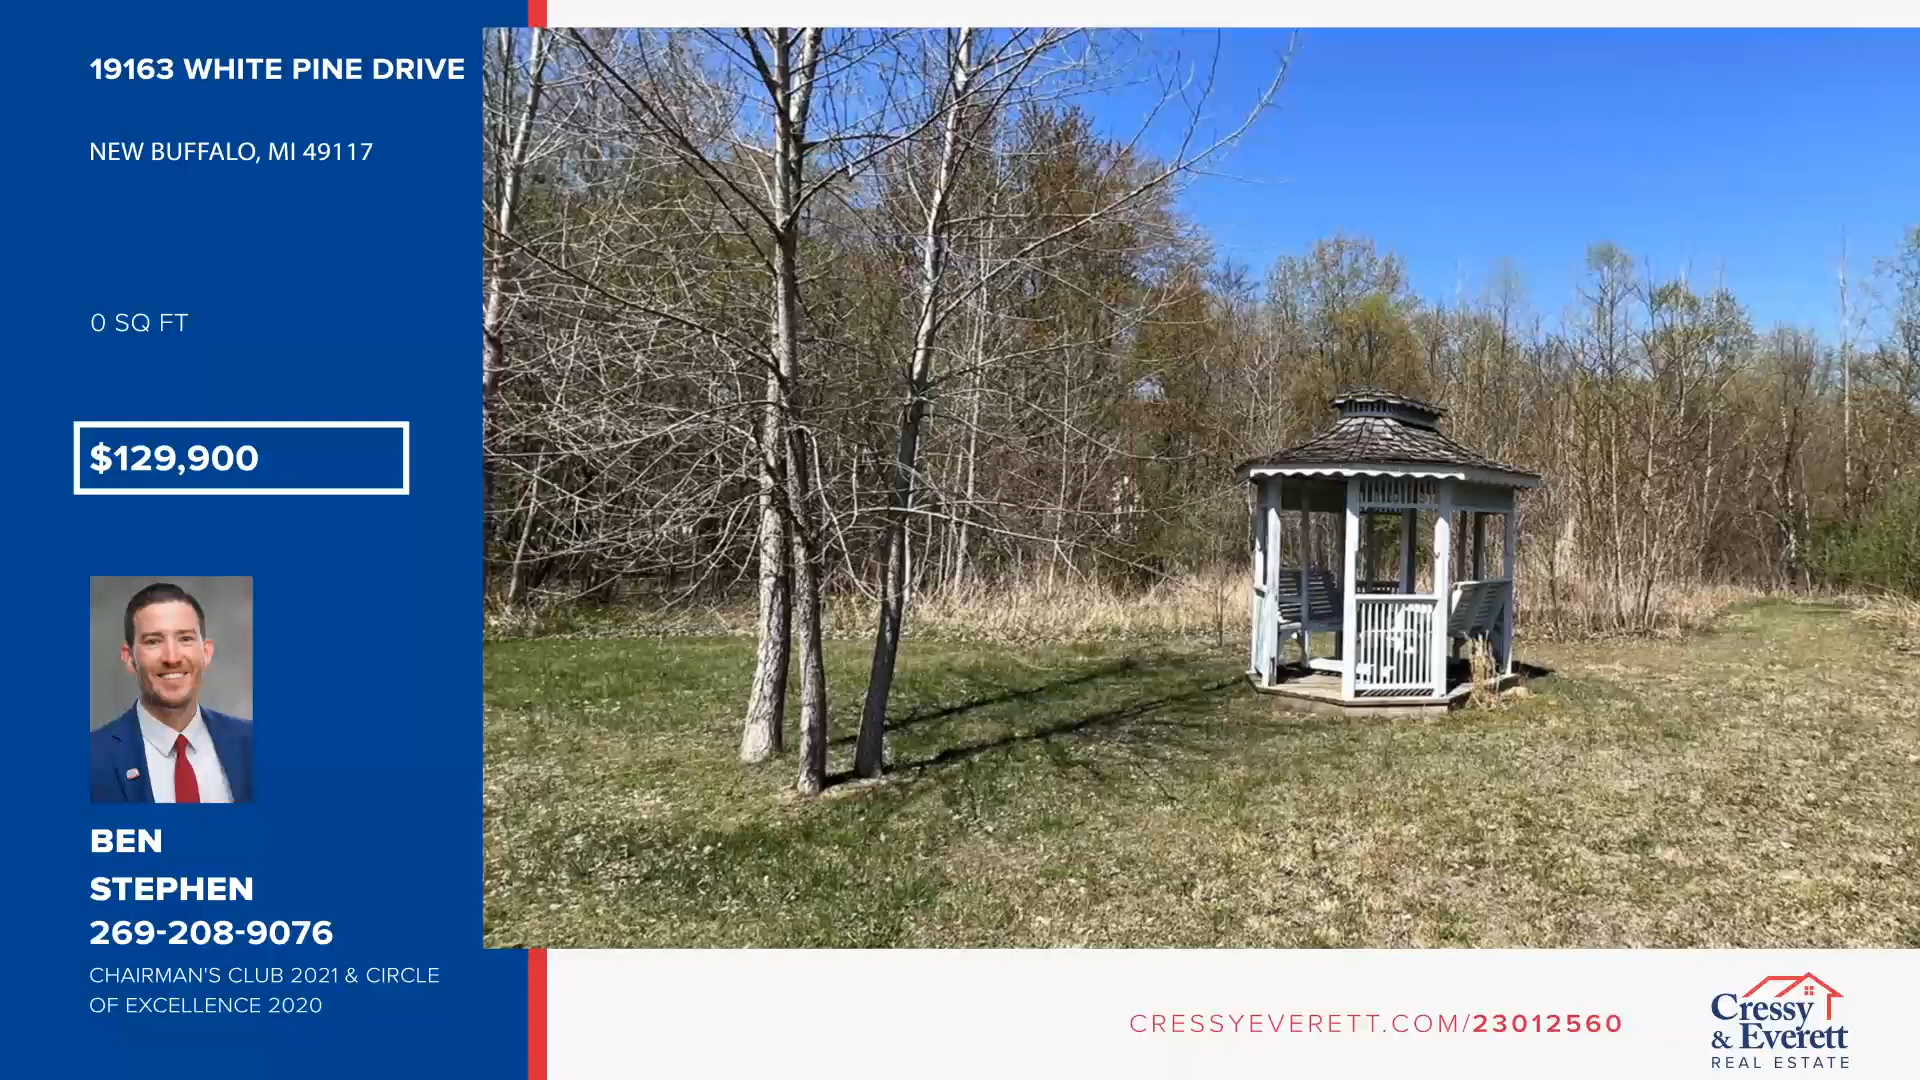 19163 WHITE PINE DRIVE
NEW BUFFALO, MI 49117
0 SQ FT
$129,900
BEN
STEPHEN
269-208-9076
CHAIRMAN'S CLUB 2021 & CIRCLE
OF EXCELLENCE 2020
CRESSYEVERETT.COM/23012560
Cressy
& Everett
REAL ESTATE